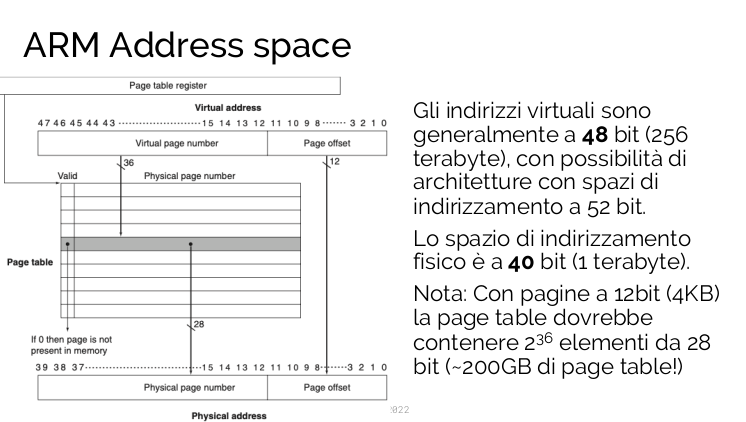 ARM Address space
Page table register
Virtual address
47 46 45 44 43 ························ 15 14 13 12 11 10 9 8 ······ 3 2 1 0
Virtual page number Page offset
36 12
Valid Physical page number
Page table
28
If 0 then page is not
present in memory
39 38 37 ································ 15 14 13 12 11 10 9 8 ······ 3 2 1 0
Physical page number Page offset
Physical address
Gli indirizzi virtuali sono
generalmente a 48 bit (256
terabyte), con possibilità di
architetture con spazi di
indirizzamento a 52 bit.
Lo spazio di indirizzamento
fisico è a 40 bit (1 terabyte).
Nota: Con pagine a 12bit (4KB)
la page table dovrebbe
contenere 2³⁶ elementi da 28
bit (~200GB di page table!)